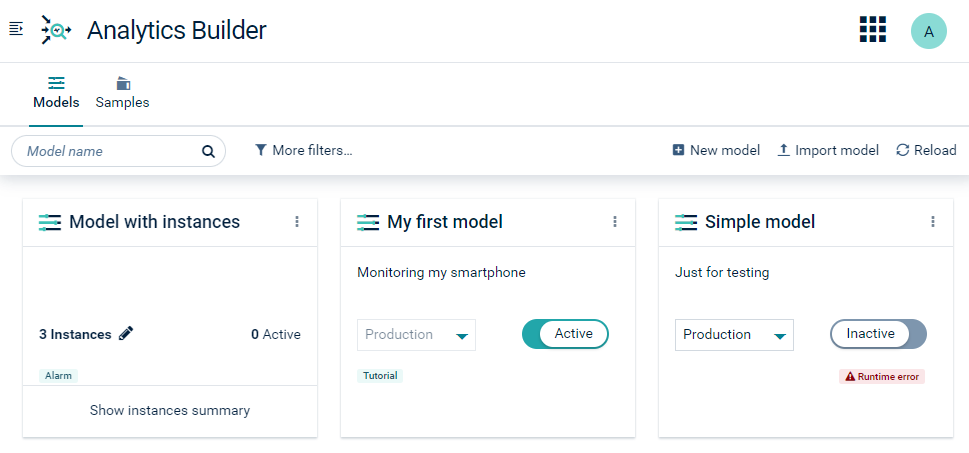 Analytics Builder
A
Models
Samples
Model name
More filters...
New model
Import model
Reload
Model with instances
3 Instances
0 Active
Alarm
Show instances summary
My first model
Monitoring my smartphone
Production
Active
Tutorial
Simple model
Just for testing
Production
Inactive
Runtime error